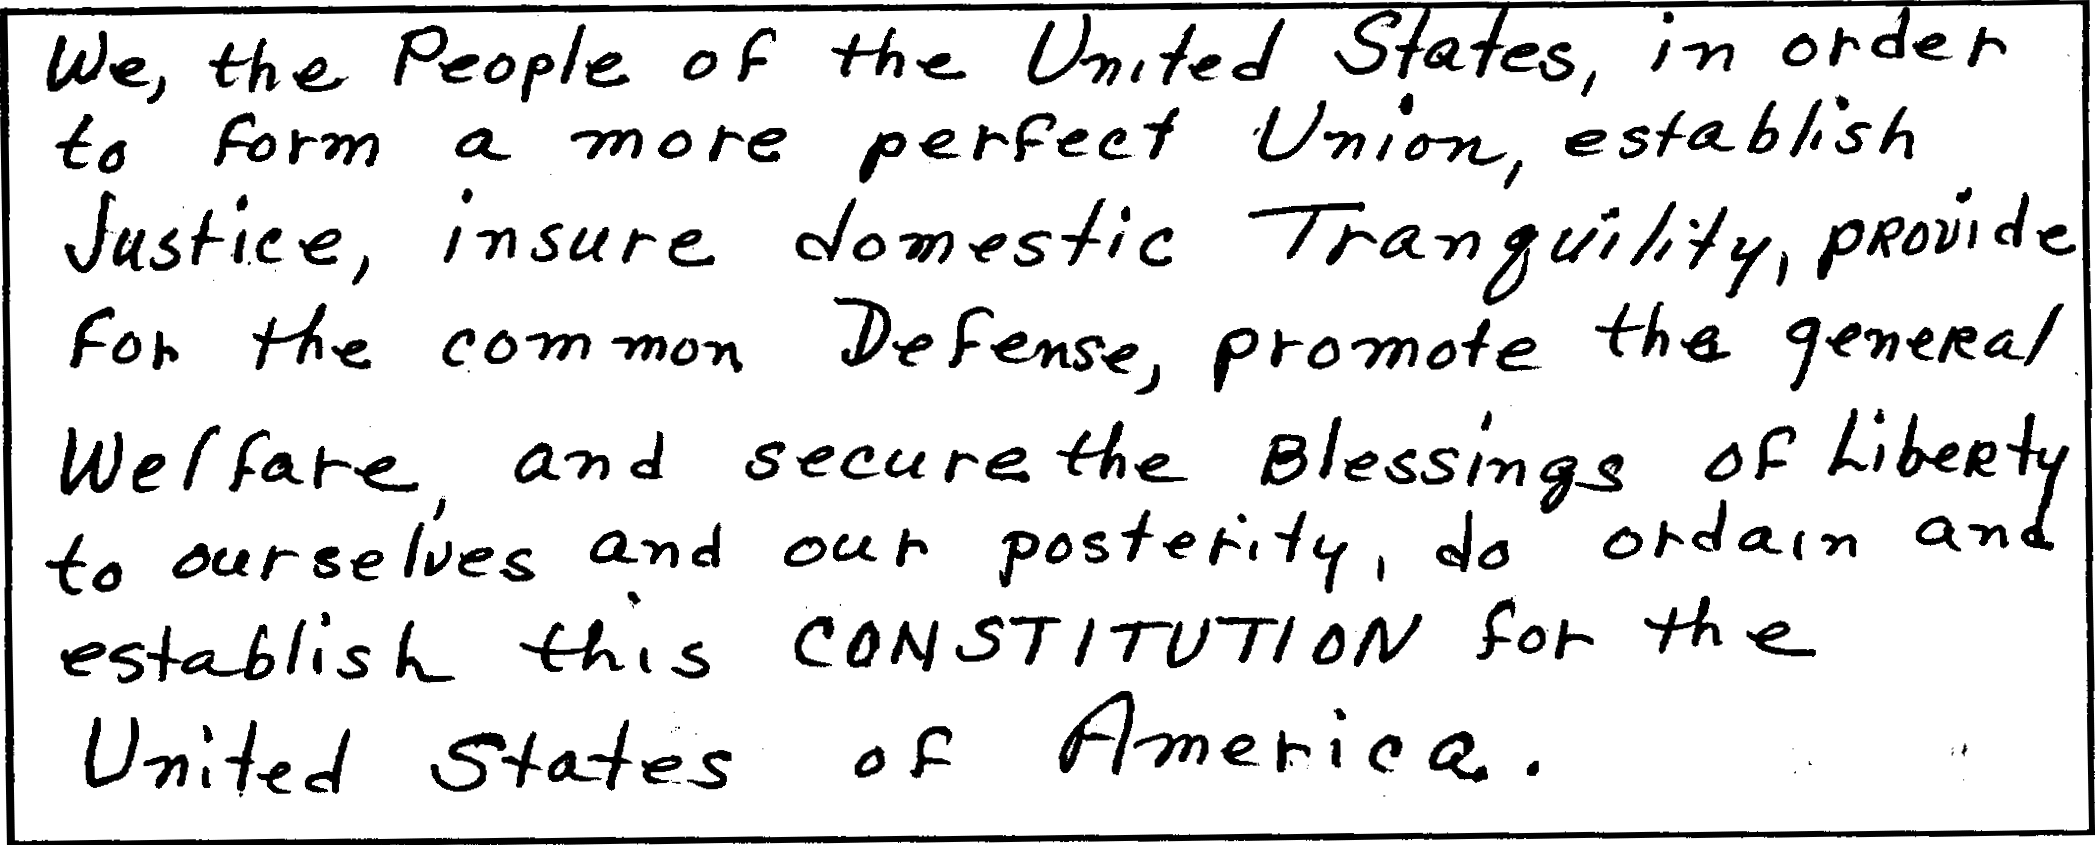 We, the People of the United States, in order
to form a more perfect Union, establish
Justice, insure domestic Tranquility, provide
for the common Defense, promote the general
Welfare, and secure the Blessings of Liberty
to ourselves and our posterity, do ordain and
establish this CONSTITUTION for the
United States of America.